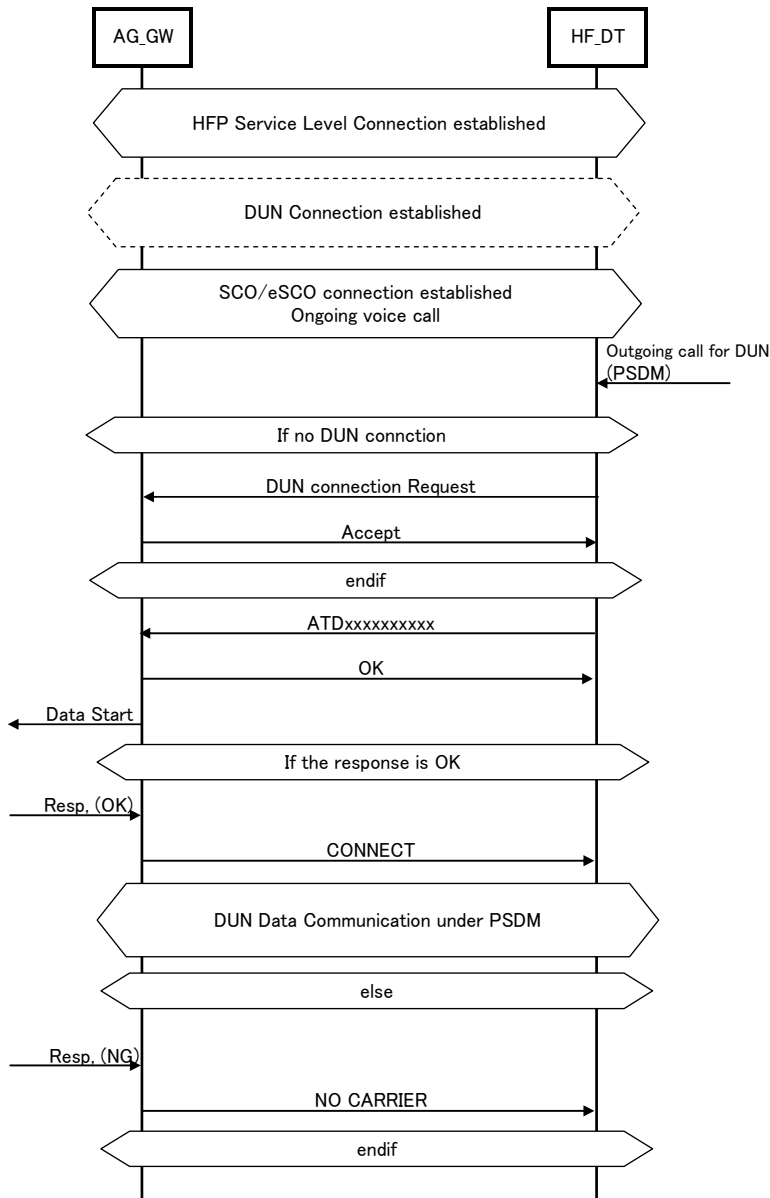 AG_GW
HF_DT
HFP Service Level Connection established
DUN Connection established
SCO/eSCO connection established
Ongoing voice call
Outgoing call for DUN
(PSDM)
If no DUN connction
DUN connection Request
Accept
endif
ATDxxxxxxxxxx
OK
Data Start
If the response is OK
Resp, (OK)
CONNECT
DUN Data Communication under PSDM
else
Resp, (NG)
NO CARRIER
endif